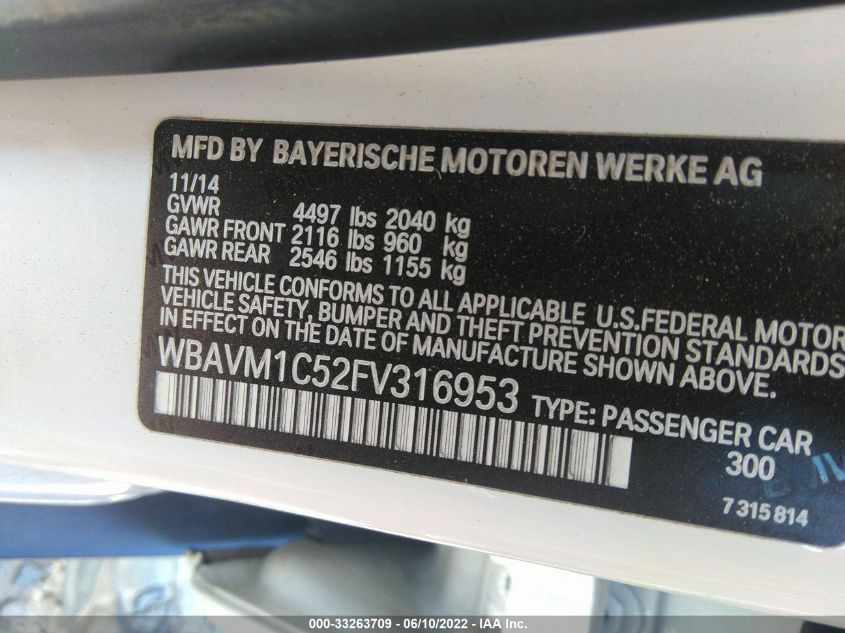 MFD BY BAYERISCHE MOTOREN WERKE AG
11/14
GVWR 4497 lbs 2040 kg
GAWR FRONT 2116 lbs 960 kg
GAWR REAR 2546 lbs 1155 kg
THIS VEHICLE CONFORMS TO ALL APPLICABLE U.S.FEDERAL MOTOR
VEHICLE SAFETY, BUMPER AND THEFT PREVENTION STANDARDS
IN EFFECT ON THE DATE OF MANUFACTURE SHOWN ABOVE.
WBAVM1C52FV316953 TYPE: PASSENGER CAR
300
7 315 814
000-33263709 - 06/10/2022 - IAA Inc.